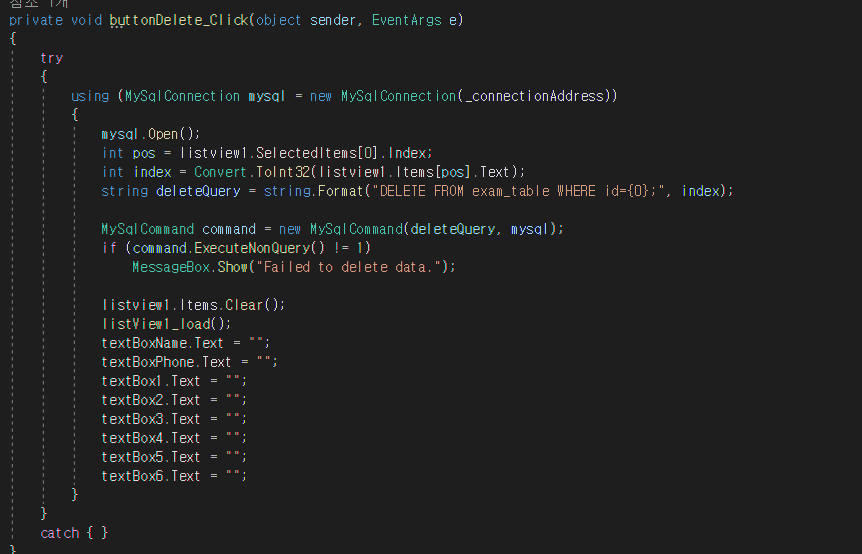 참조 1개
private void buttonDelete_Click(object sender, EventArgs e)
{
try
{
using (MySqlConnection mysql = new MySqlConnection(_connectionAddress))
{
mysql.Open();
int pos = listview1.SelectedItems[0].Index;
int index = Convert.ToInt32(listview1.Items[pos].Text);
string deleteQuery = string.Format("DELETE FROM exam_table WHERE id={0};", index);
MySqlCommand command = new MySqlCommand(deleteQuery, mysql);
if (command.ExecuteNonQuery() != 1)
MessageBox.Show("Failed to delete data.");
listview1.Items.Clear();
listView1_load();
textBoxName.Text = "";
textBoxPhone.Text = "";
textBox1.Text = "";
textBox2.Text = "";
textBox3.Text = "";
textBox4.Text = "";
textBox5.Text = "";
textBox6.Text = "";
}
}
catch { }
}